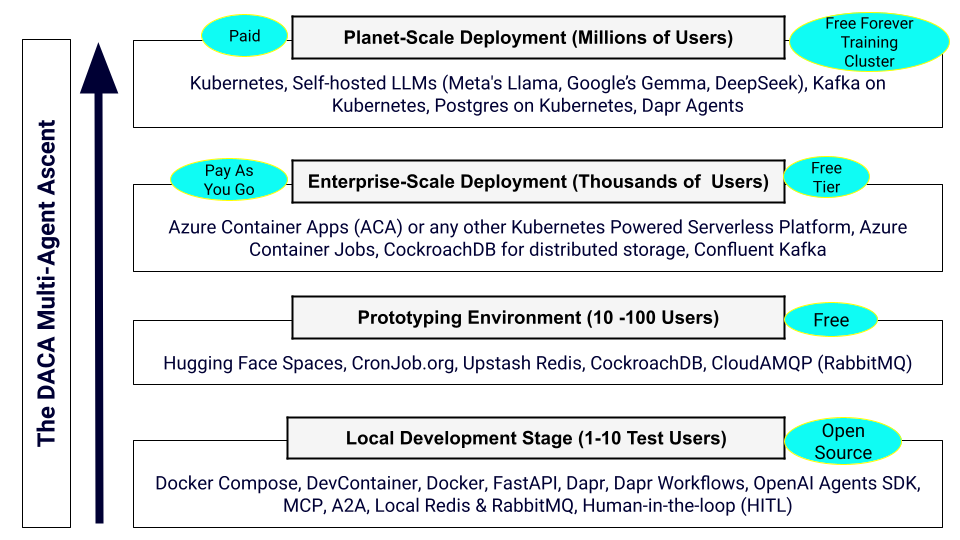 The DACA Multi-Agent Ascent
Paid
Planet-Scale Deployment (Millions of Users)
Free Forever
Training
Cluster
Kubernetes, Self-hosted LLMs (Meta's Llama, Google’s Gemma, DeepSeek), Kafka on
Kubernetes, Postgres on Kubernetes, Dapr Agents
Pay As
You Go
Enterprise-Scale Deployment (Thousands of  Users)
Free
Tier
Azure Container Apps (ACA) or any other Kubernetes Powered Serverless Platform, Azure
Container Jobs, CockroachDB for distributed storage, Confluent Kafka
Prototyping Environment (10 -100 Users)
Free
Hugging Face Spaces, CronJob.org, Upstash Redis, CockroachDB, CloudAMQP (RabbitMQ)
Local Development Stage (1-10 Test Users)
Open
Source
Docker Compose, DevContainer, Docker, FastAPI, Dapr, Dapr Workflows, OpenAI Agents SDK,
MCP, A2A, Local Redis & RabbitMQ, Human-in-the-loop (HITL)